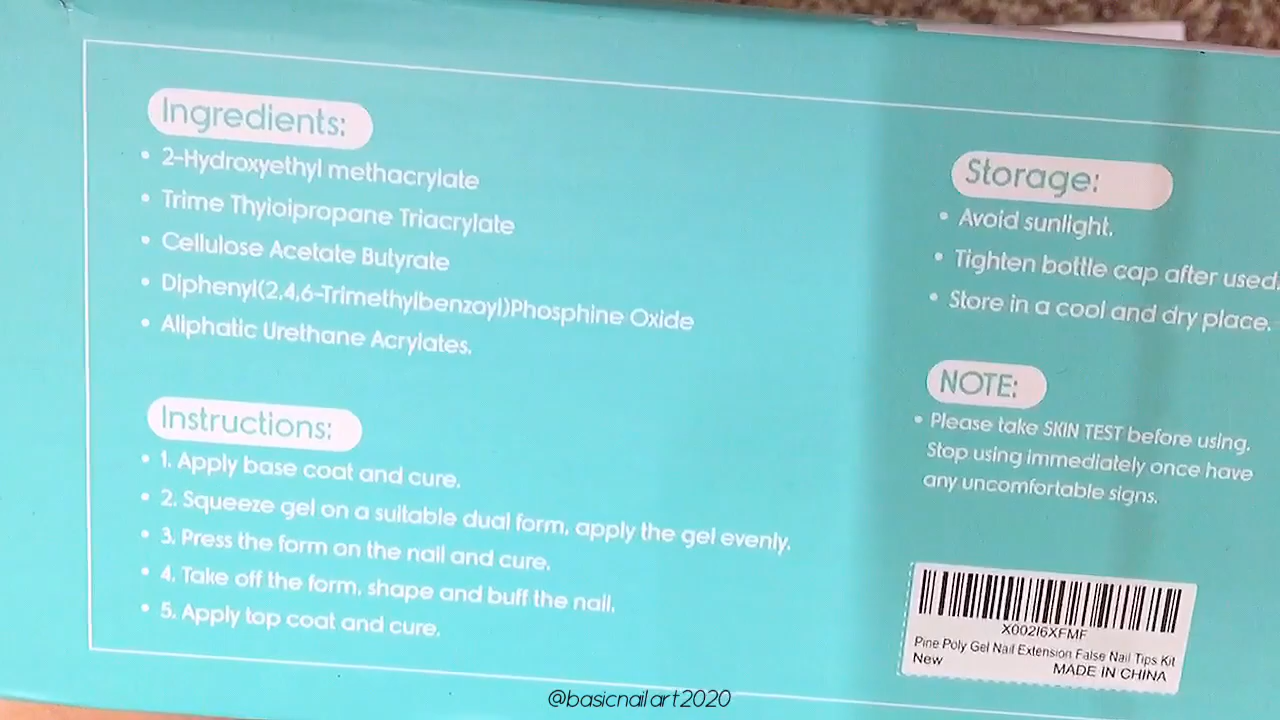 Ingredients:
• 2-Hydroxyethyl methacrylate
• Trime Thyioipropane Triacrylate
• Cellulose Acetate Butyrate
• Diphenyl(2,4,6-Trimethylbenzoyl)Phosphine Oxide
• Aliphatic Urethane Acrylates.
Instructions:
• 1. Apply base coat and cure.
• 2. Squeeze gel on a suitable dual form, apply the gel evenly.
• 3. Press the form on the nail and cure.
• 4. Take off the form, shape and buff the nail.
• 5. Apply top coat and cure.
Storage:
• Avoid sunlight.
• Tighten bottle cap after used.
• Store in a cool and dry place.
NOTE:
• Please take SKIN TEST before using.
Stop using immediately once have
any uncomfortable signs.
X002I6XFMF
Pine Poly Gel Nail Extension False Nail Tips Kit
New MADE IN CHINA
@basicnailart2020